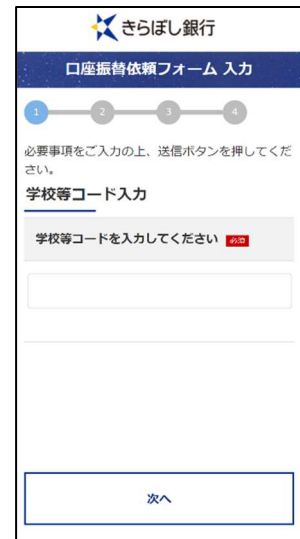 きらぼし銀行
口座振替依頼フォーム 入力
1 2 3 4
必要事項をご入力の上、送信ボタンを押してくだ
さい。
学校等コード入力
学校等コードを入力してください 必須
次へ